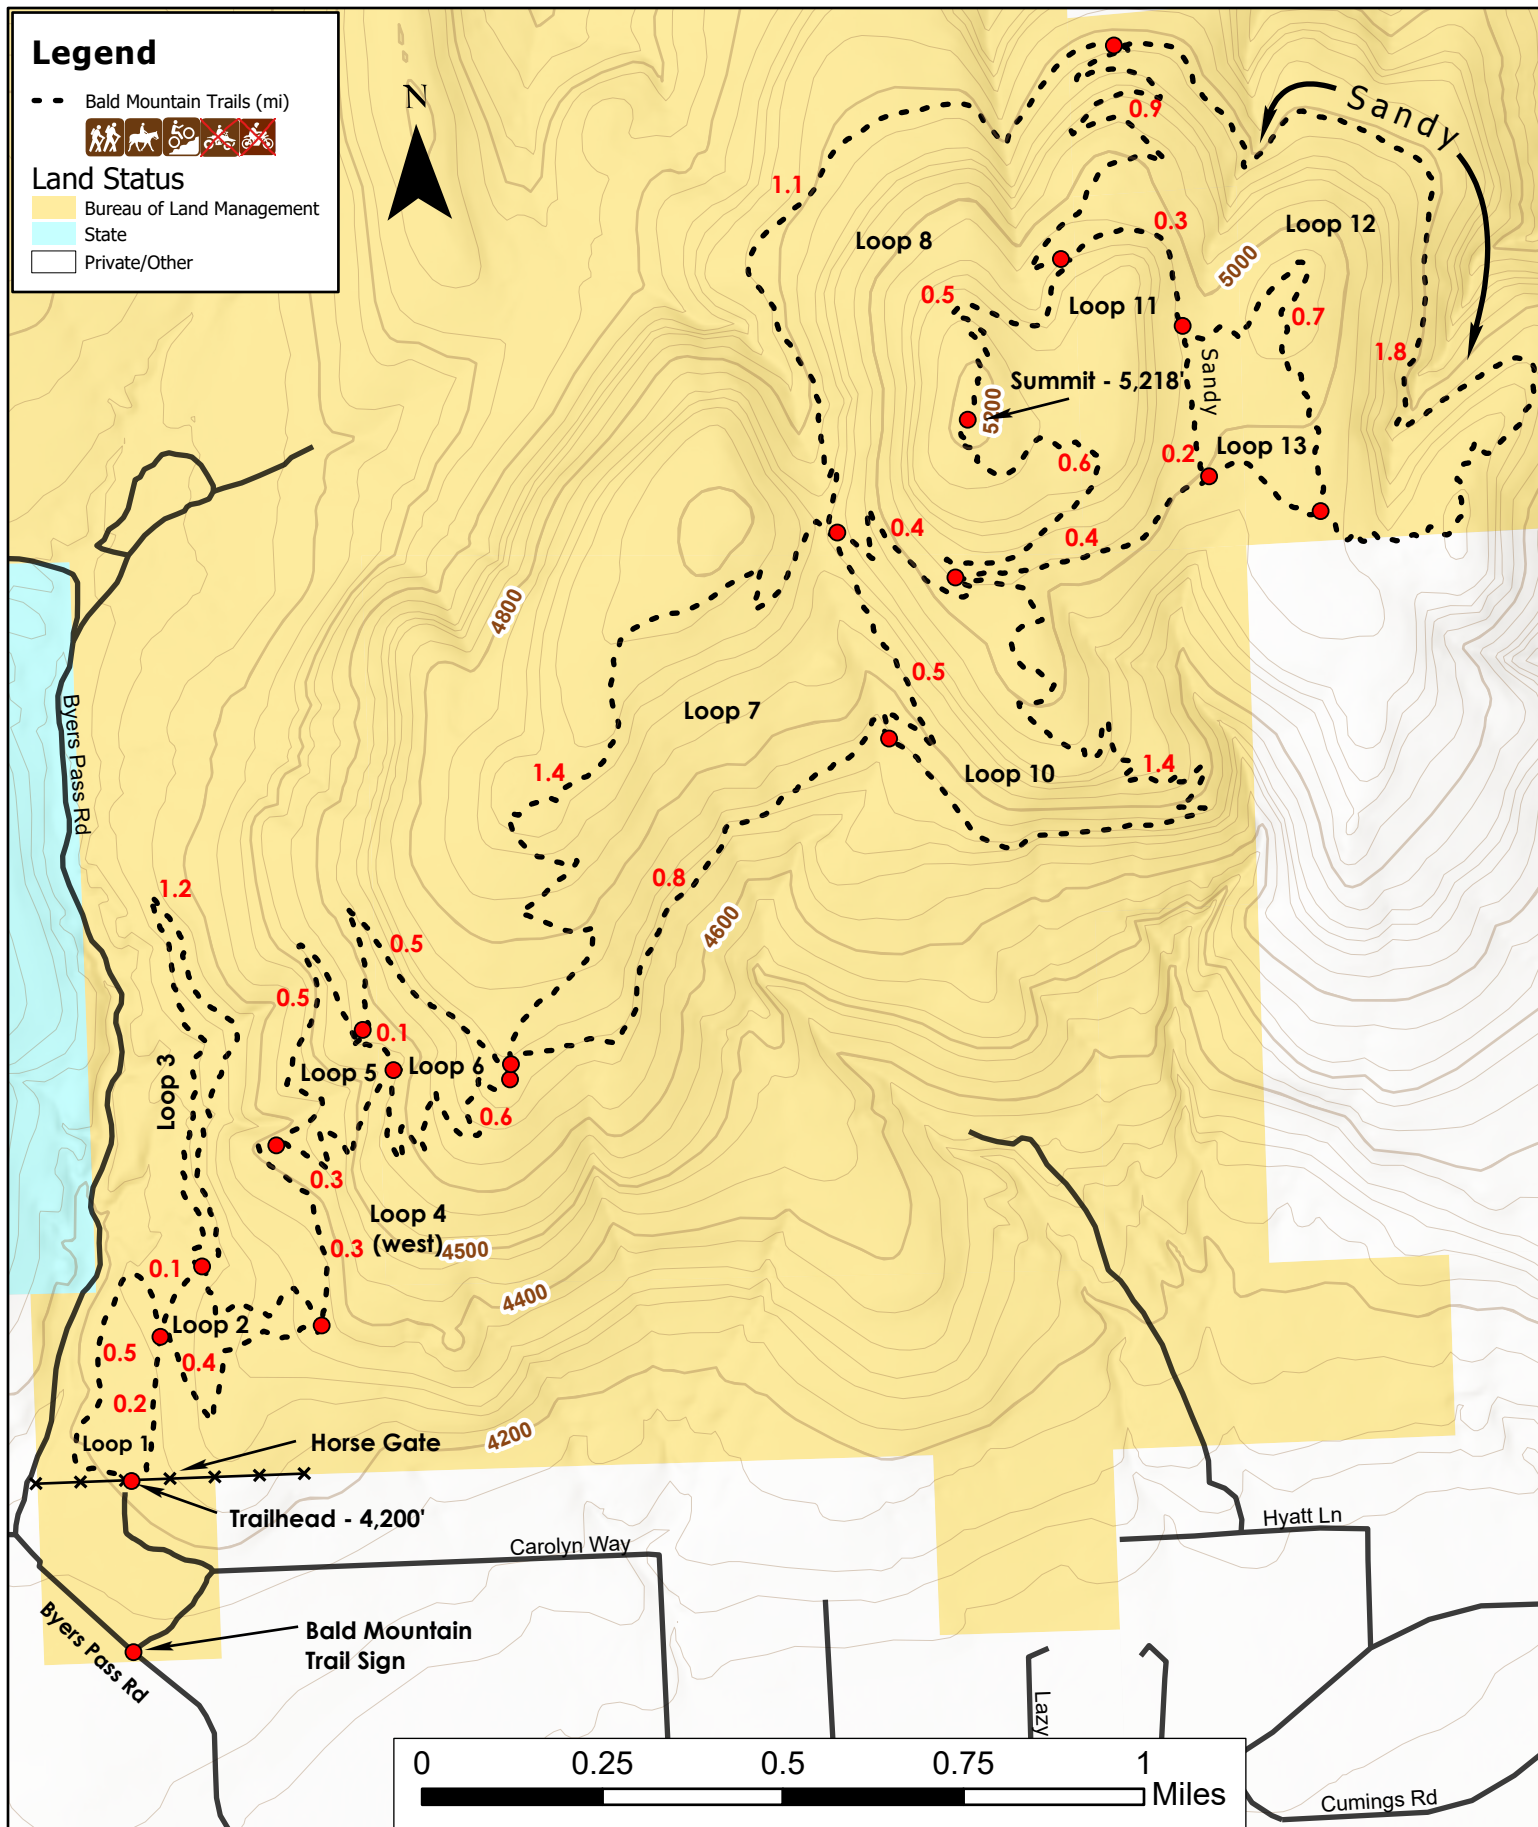 Legend
Bald Mountain Trails (mi)
Land Status
Bureau of Land Management
State
Private/Other
N
Sandy
0.9
1.1
0.3
Loop 12
Loop 8
5000
0.5
Loop 11
0.7
1.8
Sandy
Summit - 5,218'
5200
0.6
0.2
Loop 13
0.4
0.4
4800
0.5
Byers Pass Rd
Loop 7
1.4
Loop 10
1.4
0.8
1.2
4600
0.5
0.5
0.1
Loop 3
Loop 5
Loop 6
0.6
0.3
Loop 4
(west)
0.3
4500
0.1
4400
Loop 2
0.5
0.4
0.2
Loop 1
4200
Horse Gate
Trailhead - 4,200'
Hyatt Ln
Carolyn Way
Byers Pass Rd
Bald Mountain
Trail Sign
Lazy
0 0.25 0.5 0.75 1
Miles
Cumings Rd